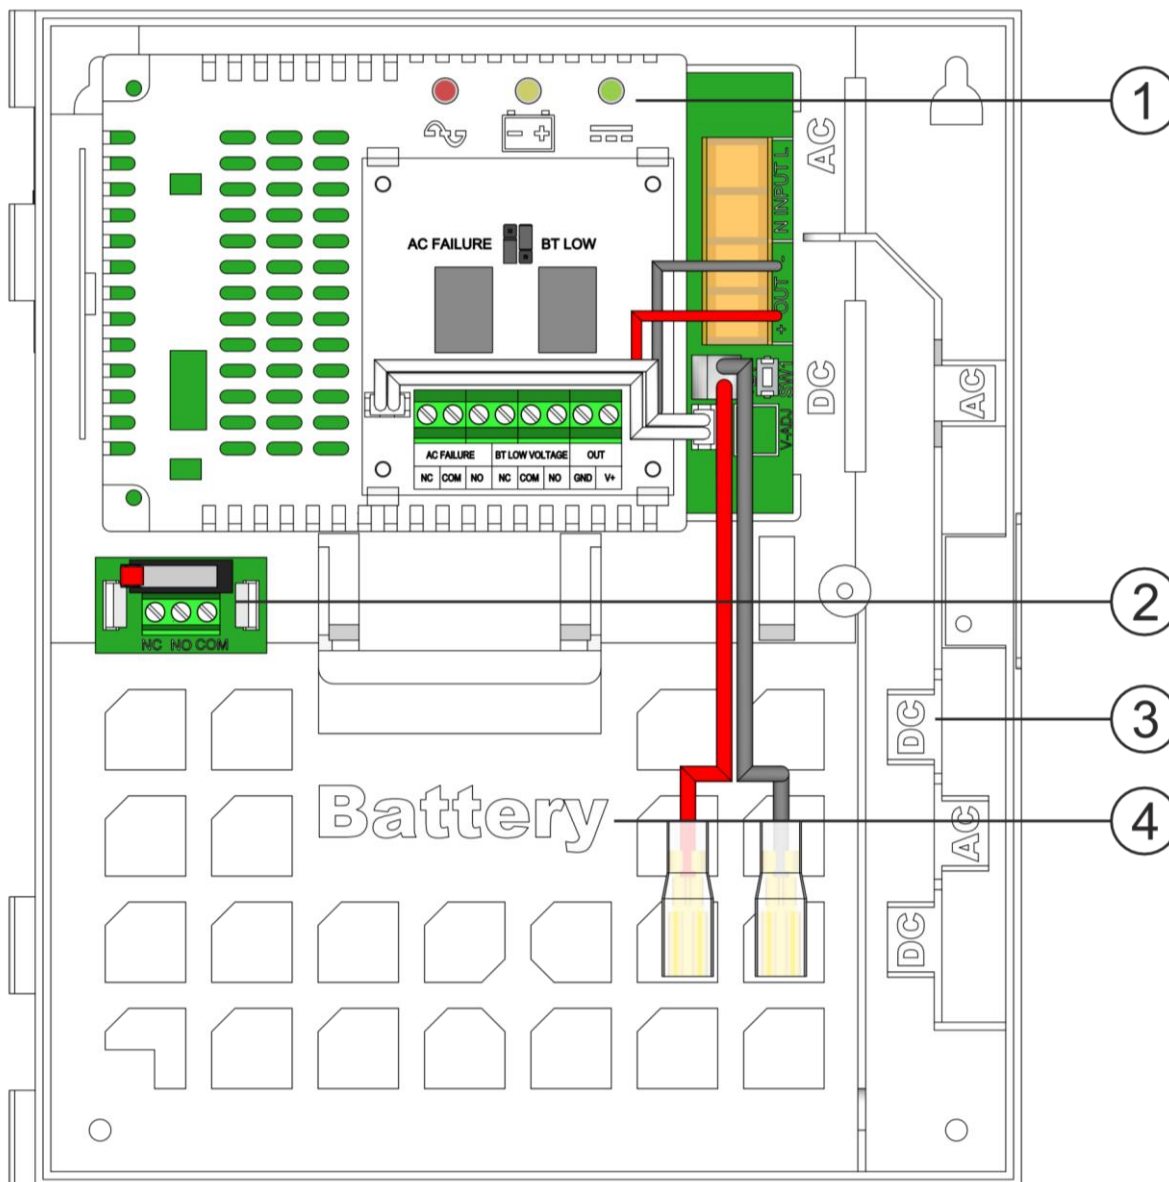 1
AC
N INPUT L
AC FAILURE
BT LOW
+ OUT -
DC
SW1
AC
V-ADJ
AC FAILURE
BT LOW VOLTAGE
OUT
NC COM NO NC COM NO GND V+
2
NC NO COM
3
DC
Battery
4
AC
DC